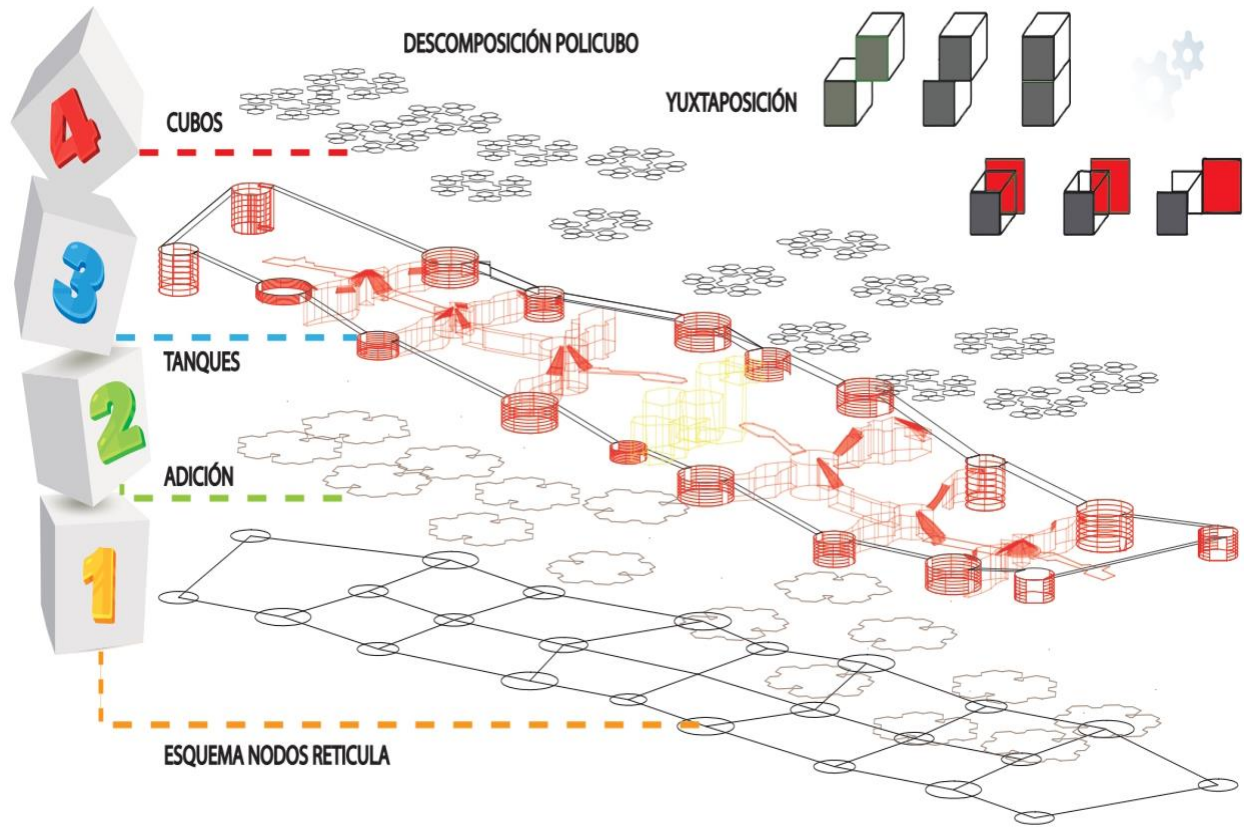 DESCOMPOSICIÓN POLICUBO
YUXTAPOSICIÓN
4
CUBOS
3
TANQUES
2
ADICIÓN
1
ESQUEMA NODOS RETICULA